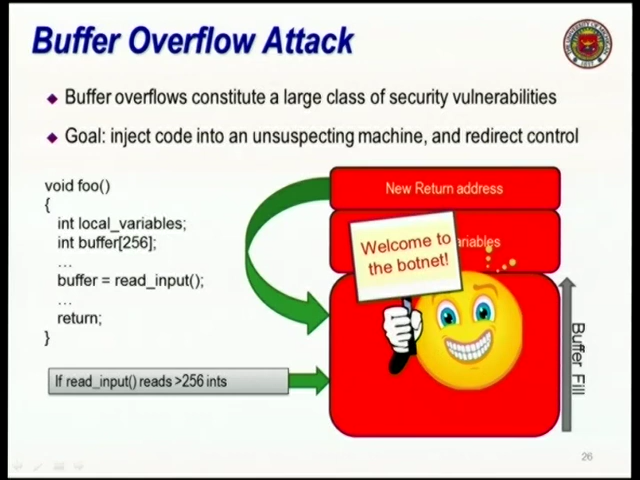 Buffer Overflow Attack
Buffer overflows constitute a large class of security vulnerabilities
Goal: inject code into an unsuspecting machine, and redirect control
void foo()
{
int local_variables;
int buffer[256];
…
buffer = read_input();
…
return;
}
If read_input() reads >256 ints
New Return address
ariables
Welcome to
the botnet!
Buffer Fill
26